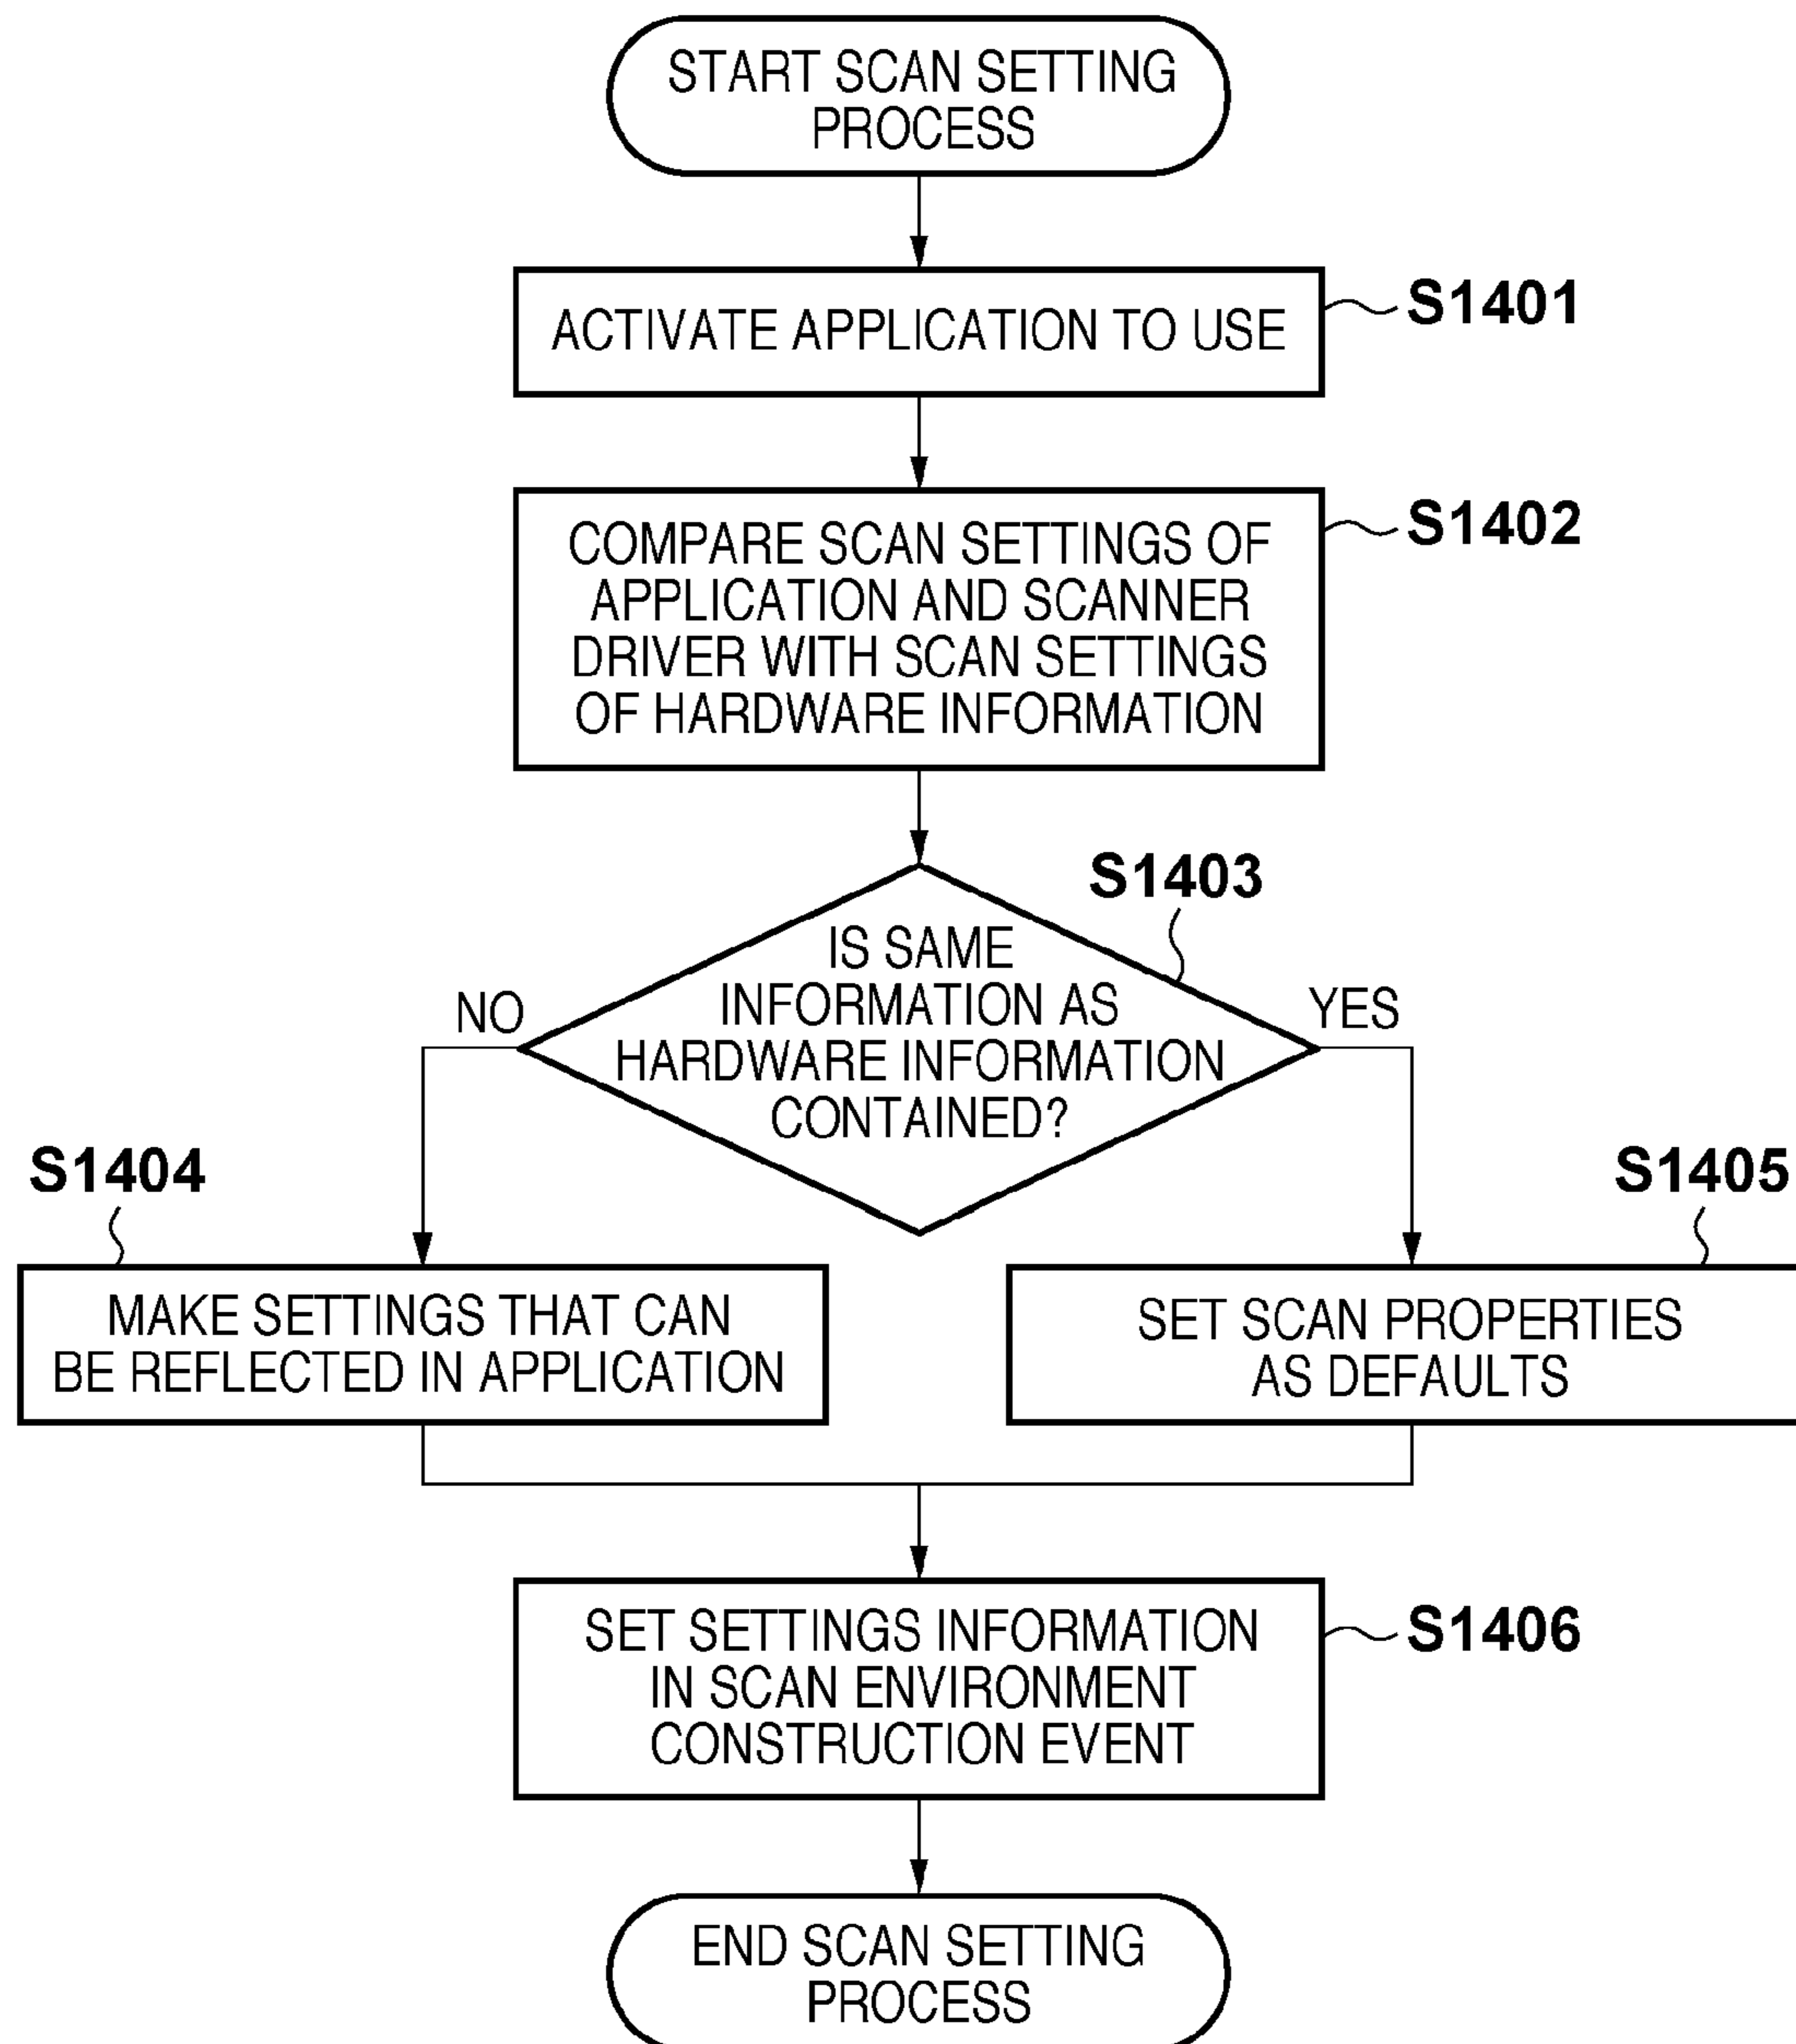 START SCAN SETTING
PROCESS
ACTIVATE APPLICATION TO USE
S1401
COMPARE SCAN SETTINGS OF
APPLICATION AND SCANNER
DRIVER WITH SCAN SETTINGS
OF HARDWARE INFORMATION
S1402
S1403
IS SAME
INFORMATION AS
HARDWARE INFORMATION
CONTAINED?
NO
YES
S1404
MAKE SETTINGS THAT CAN
BE REFLECTED IN APPLICATION
S1405
SET SCAN PROPERTIES
AS DEFAULTS
SET SETTINGS INFORMATION
IN SCAN ENVIRONMENT
CONSTRUCTION EVENT
S1406
END SCAN SETTING
PROCESS